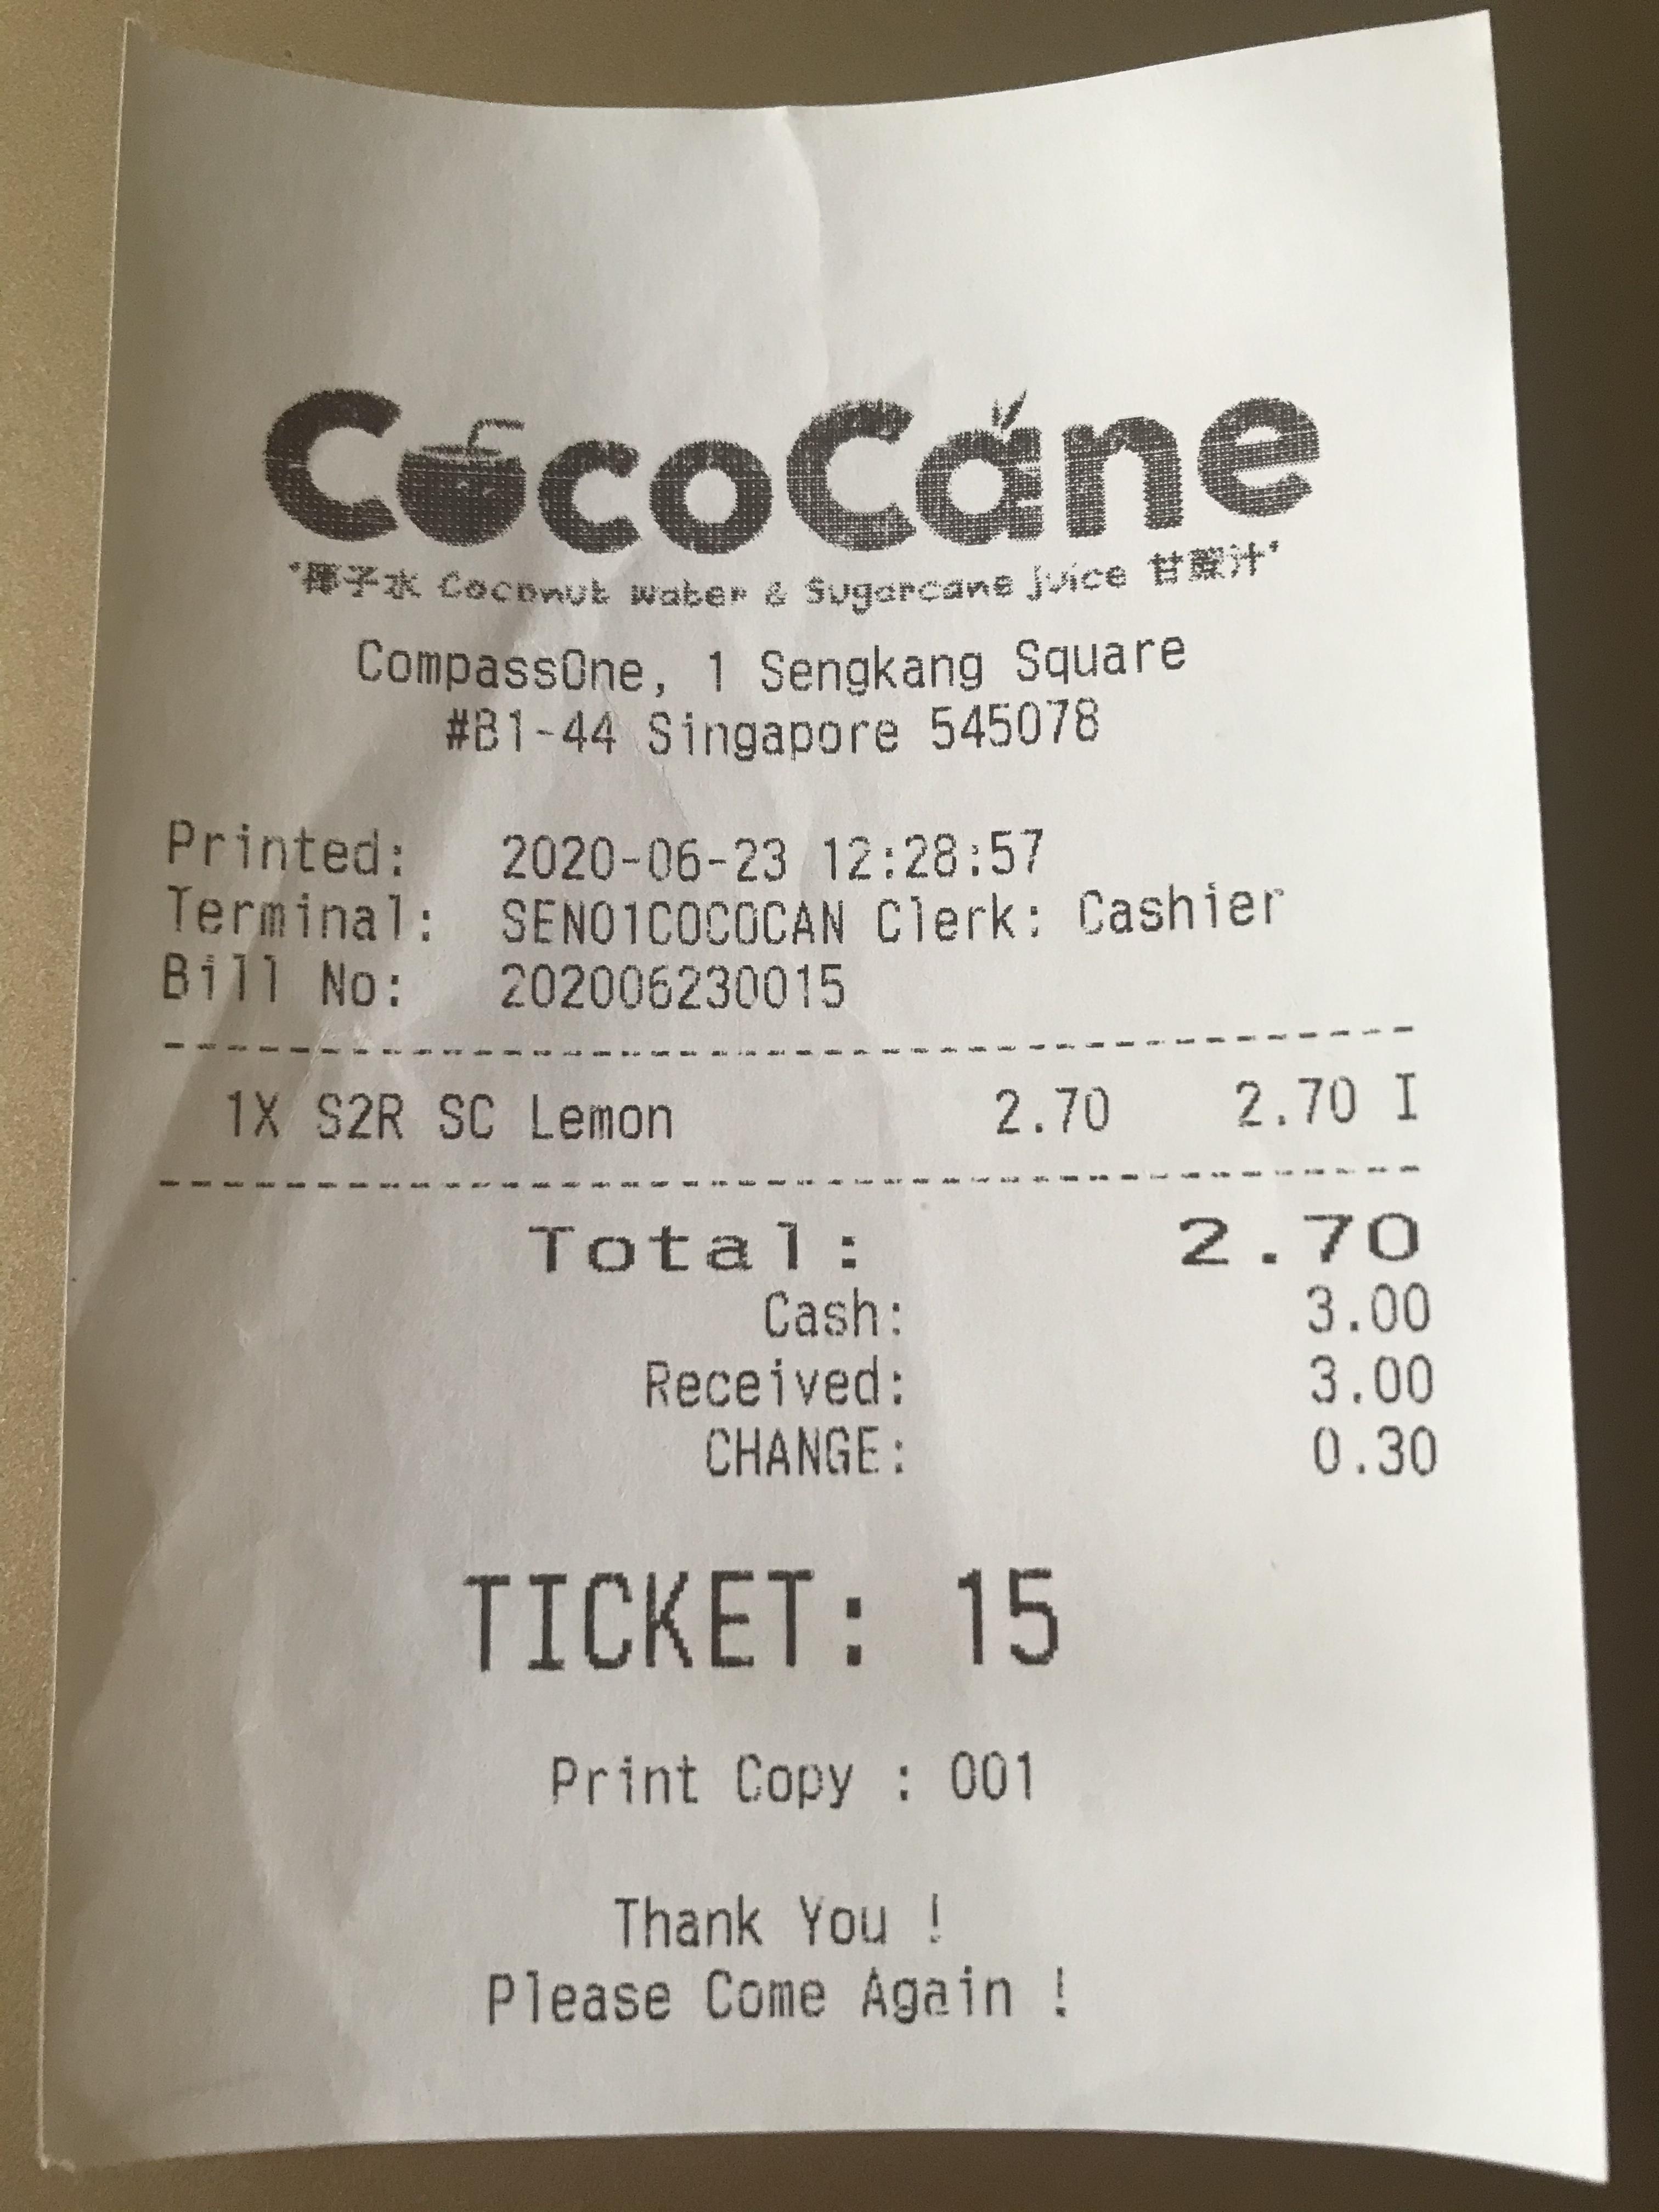 CocoCane
"椰子水 Coconut water & Sugarcane juice 甘蔗汁"
CompassOne, 1 Sengkang Square
#B1-44 Singapore 545078
Printed: 2020-06-23 12:28:57
Terminal: SEN01COCOCAN Clerk: Cashier
Bill No: 202006230015
1X S2R SC Lemon 2.70 2.70 I
Total: 2.70
Cash: 3.00
Received: 3.00
CHANGE: 0.30
TICKET: 15
Print Copy : 001
Thank You !
Please Come Again !